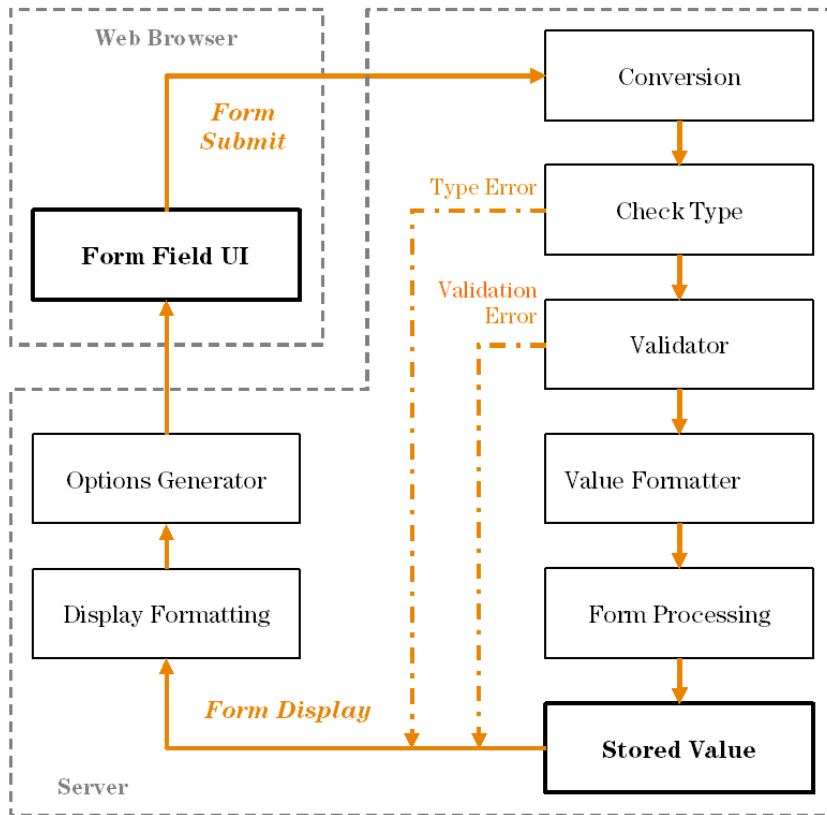 Web Browser
Form
Submit
Conversion
Type Error
Check Type
Form Field UI
Validation
Error
Validator
Options Generator
Value Formatter
Display Formatting
Form Processing
Form Display
Stored Value
Server